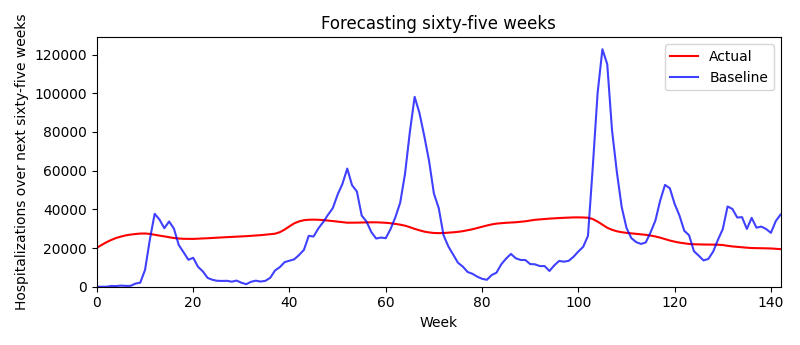 Forecasting sixty-five weeks
Hospitalizations over next sixty-five weeks
120000
100000
80000
60000
40000
20000
0
Actual
Baseline
0 20 40 60 80 100 120 140
Week